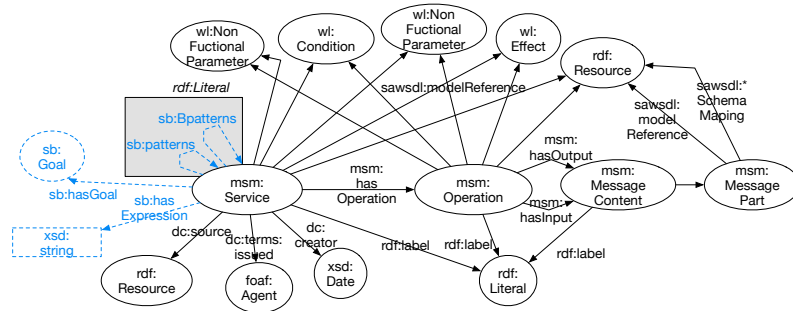 wl:Non
Fuctional
Parameter
wl:
Condition
wl:Non
Fuctional
Parameter
wl:
Effect
rdf:
Resource
rdf:Literal
sawsdl:modelReference
sawsdl:*
Schema
Maping
sawsdl:
model
Reference
sb:Bpatterns
sb:patterns
sb:
Goal
sb:hasGoal
sb:has
Expression
xsd:
string
msm:
Service
msm:
has
Operation
msm:
Operation
msm:
hasOutput
msm:
hasInput
msm:
Message
Content
msm:
Message
Part
dc:source
dc:terms:
issued
dc:
creator
rdf:label
rdf:label
rdf:label
rdf:
Resource
foaf:
Agent
xsd:
Date
rdf:
Literal